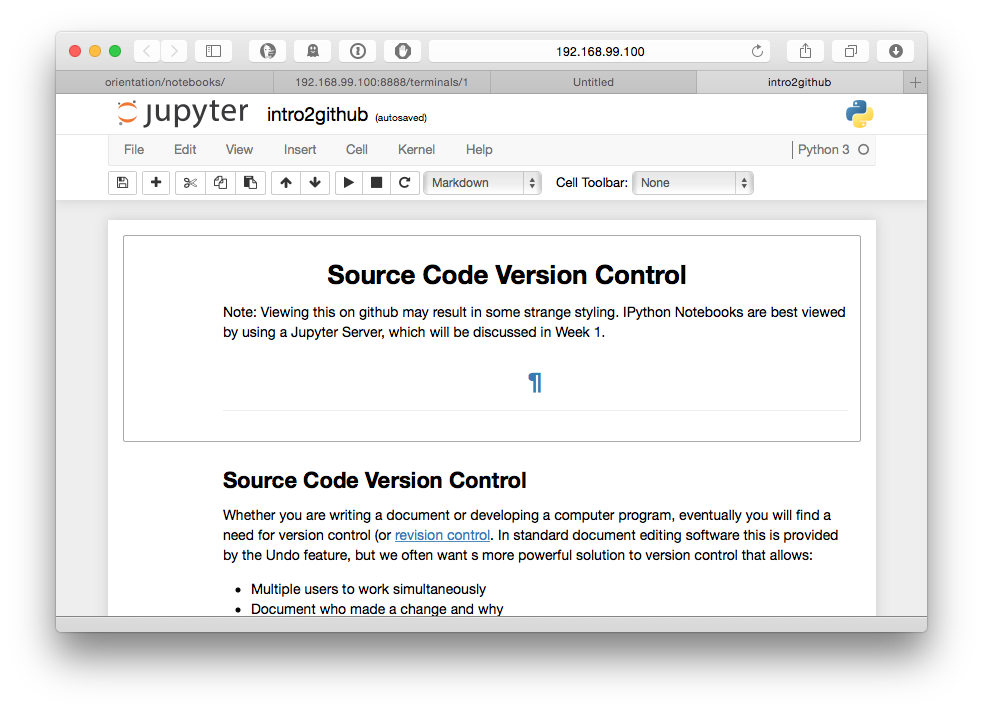 192.168.99.100
orientation/notebooks/ 192.168.99.100:8888/terminals/1 Untitled intro2github +
jupyter intro2github (autosaved)
File Edit View Insert Cell Kernel Help Python 3
Markdown Cell Toolbar: None
Source Code Version Control
Note: Viewing this on github may result in some strange styling. IPython Notebooks are best viewed
by using a Jupyter Server, which will be discussed in Week 1.
¶
Source Code Version Control
Whether you are writing a document or developing a computer program, eventually you will find a
need for version control (or revision control. In standard document editing software this is provided
by the Undo feature, but we often want s more powerful solution to version control that allows:
• Multiple users to work simultaneously
• Document who made a change and why